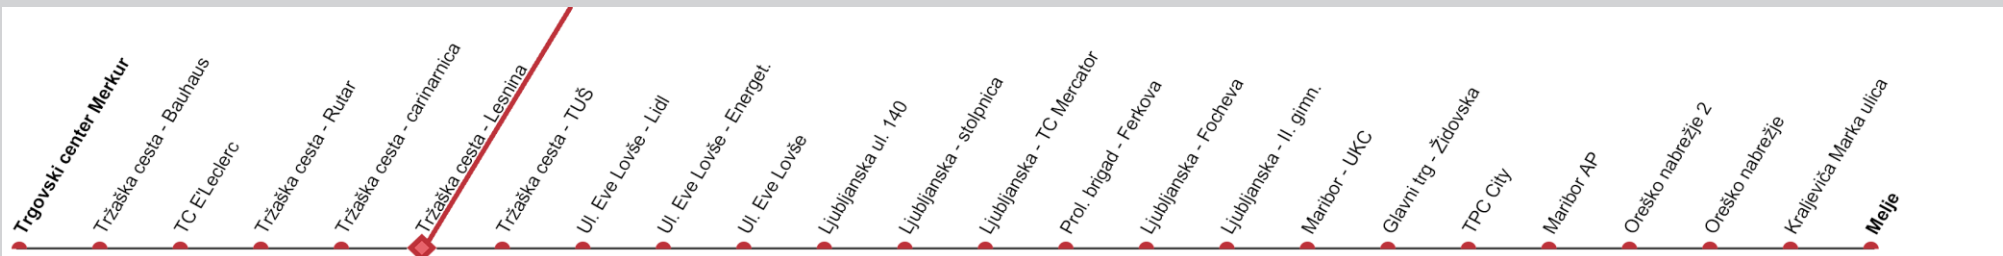 Trgovski center Merkur
Tržaška cesta - Bauhaus
TC E'Leclerc
Tržaška cesta - Rutar
Tržaška cesta - carinarnica
Tržaška cesta - Lesnina
Tržaška cesta - TUŠ
Ul. Eve Lovše - Lidl
Ul. Eve Lovše - Energet.
Ul. Eve Lovše
Ljubljanska ul. 140
Ljubljanska - stolpnica
Ljubljanska - TC Mercator
Prol. brigad - Ferkova
Ljubljanska - Focheva
Ljubljanska - II. gimn.
Maribor - UKC
Glavni trg - Židovska
TPC City
Maribor AP
Oreško nabrežje 2
Oreško nabrežje
Kraljeviča Marka ulica
Melje